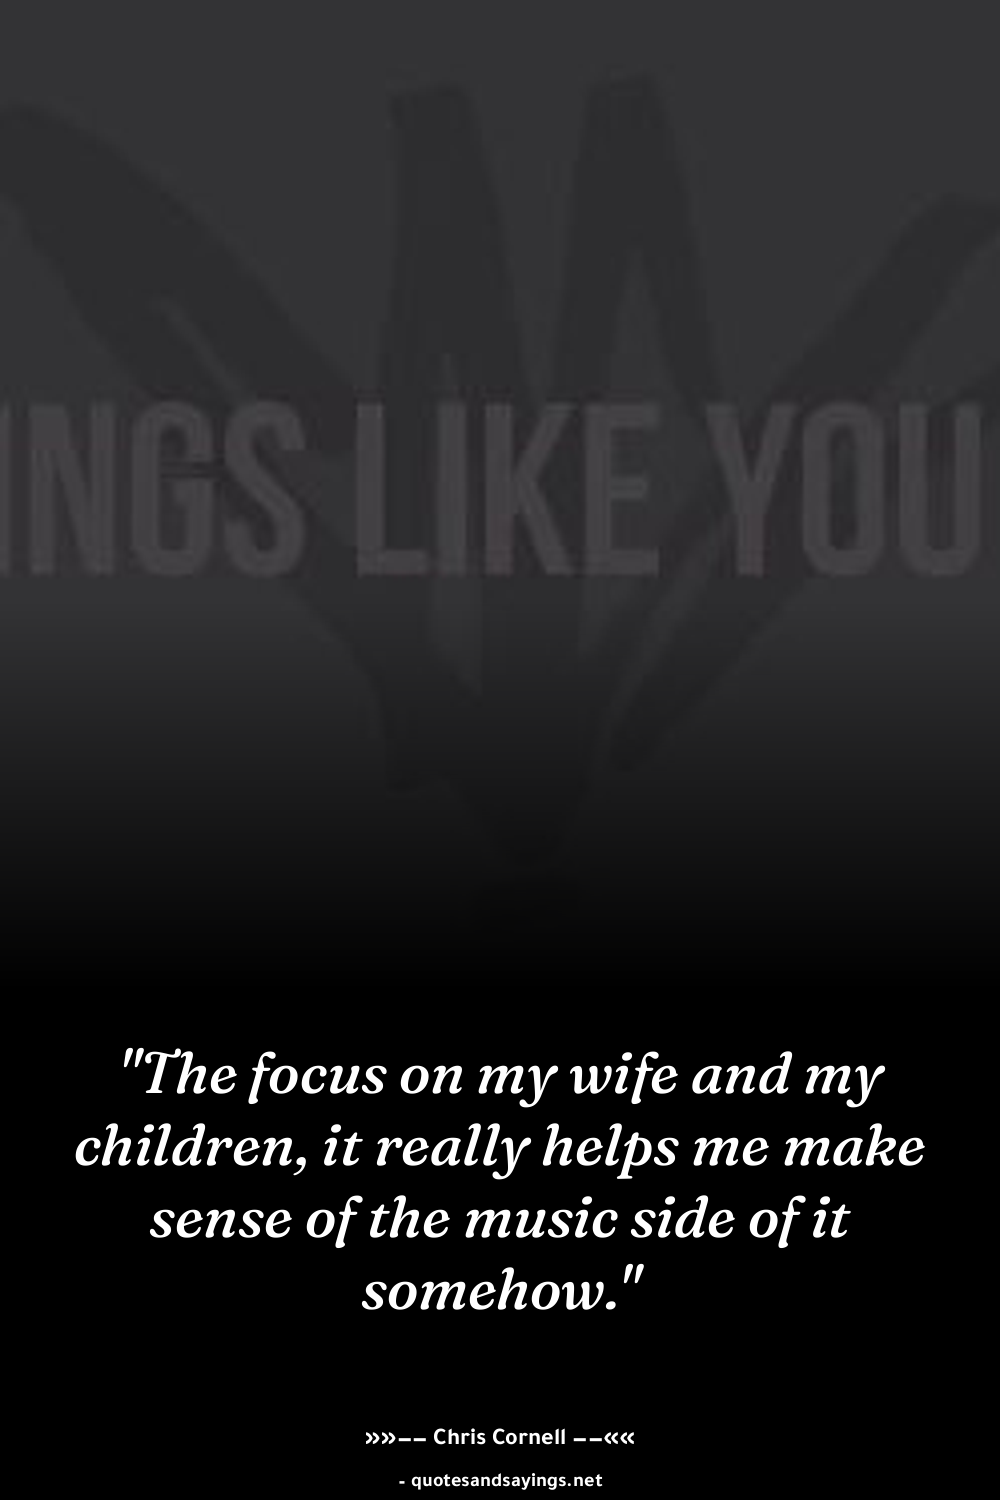 INGS LIKE YOU
"The focus on my wife and my
children, it really helps me make
sense of the music side of it
somehow."
»»−− Chris Cornell −−««
- quotesandsayings.net